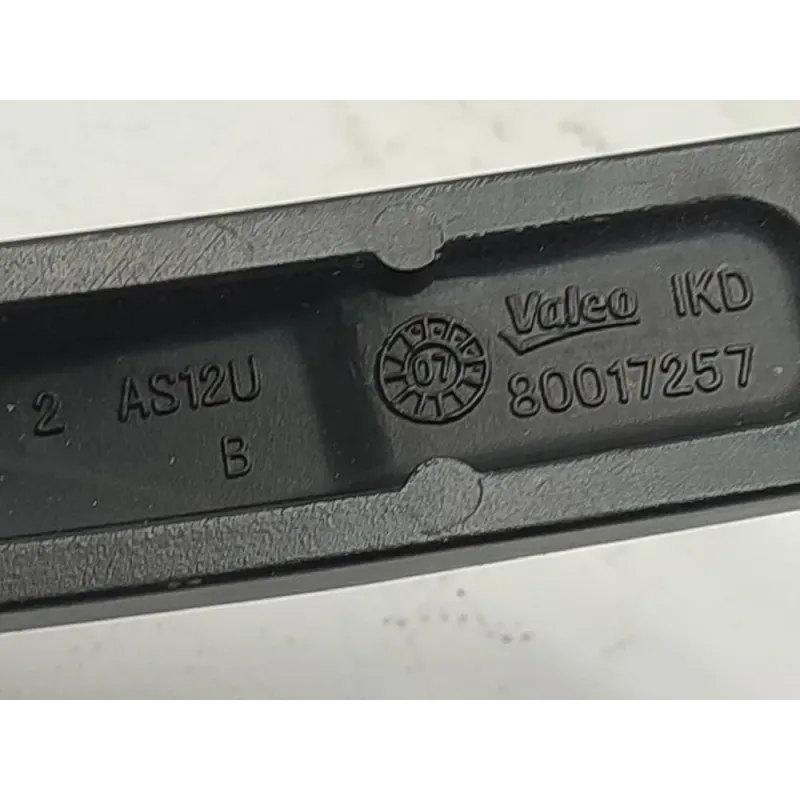 Valeo IKD
80017257
07
2 AS12U
B